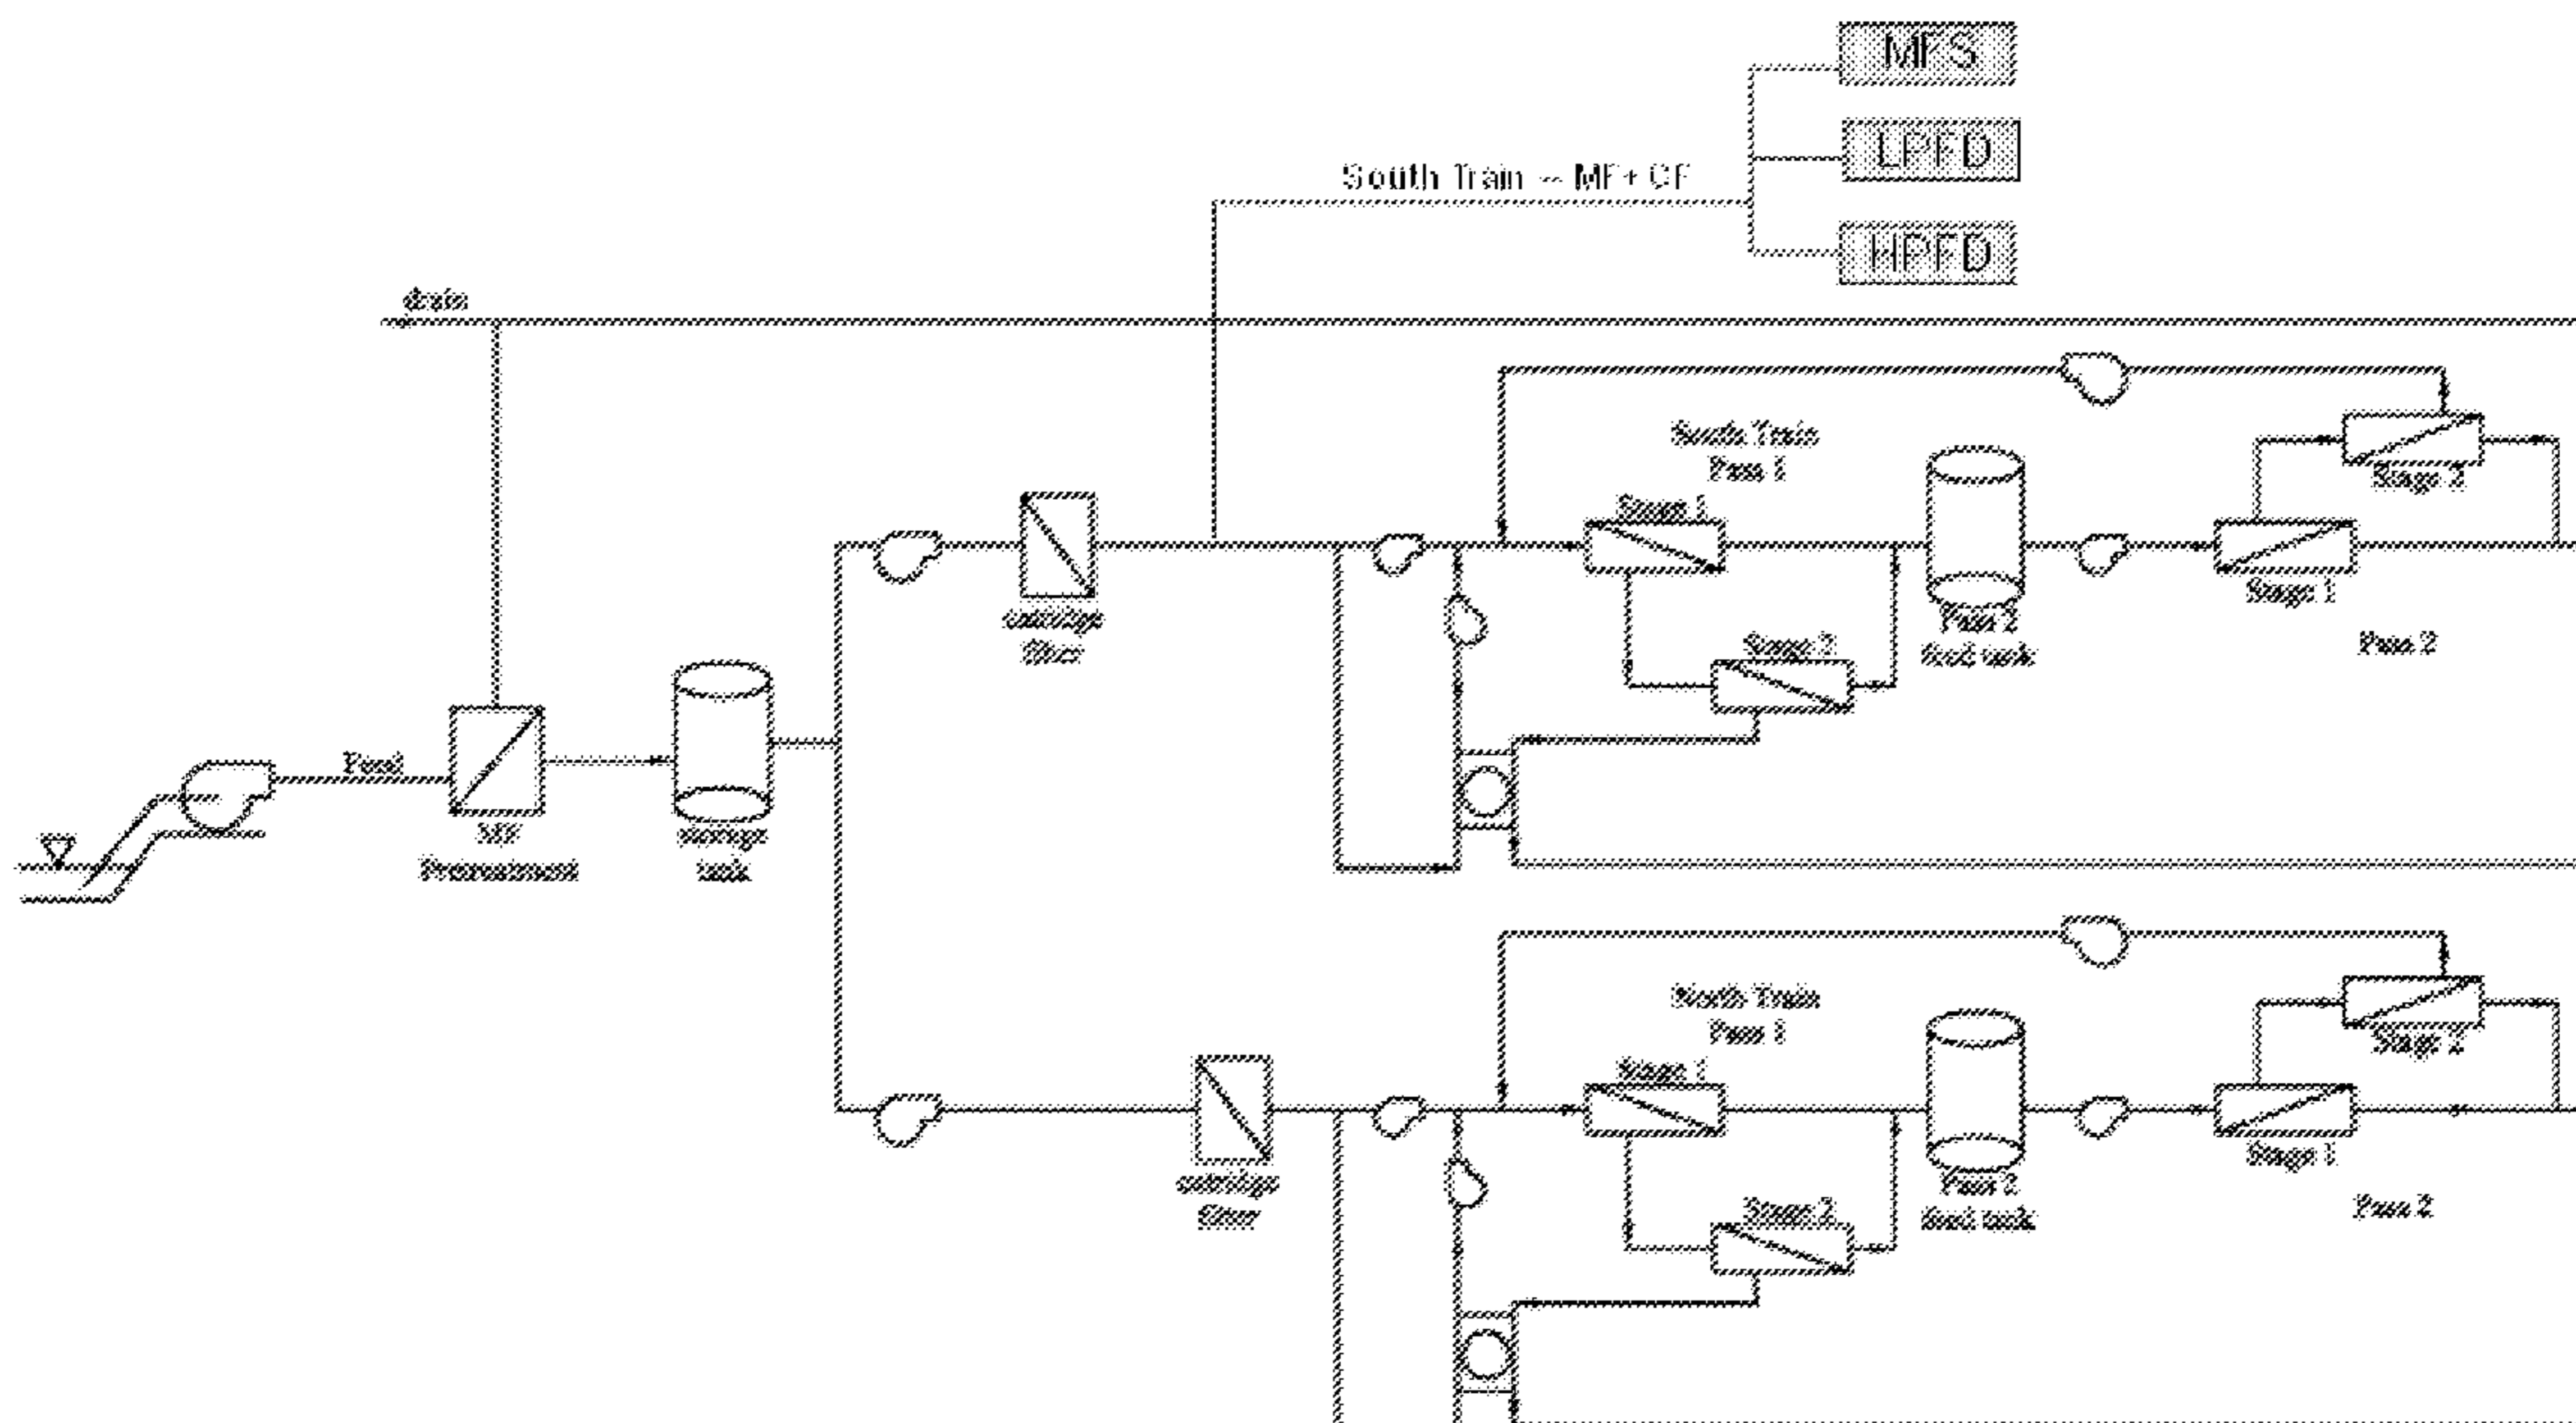 MFS
LPFD
South Train -- MF+ CF
HPFD
drain
South Train
Pass 1
Stage 1
Stage 2
Stage 1
Pass 2
feed tank
Pass 2
Stage 2
cartridge
filter
Feed
MF
Pretreatment
storage
tank
North Train
Pass 1
Stage 1
Stage 2
Stage 1
Pass 2
feed tank
Pass 2
Stage 2
cartridge
filter